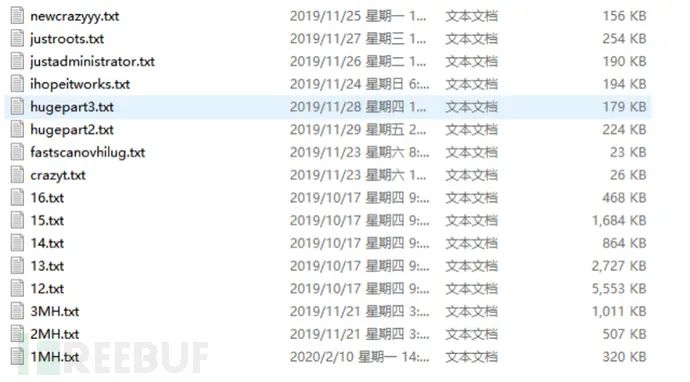 newcrazyyy.txt 2019/11/25 星期一 1... 文本文档 156 KB
justroots.txt 2019/11/27 星期三 1... 文本文档 254 KB
justadministrator.txt 2019/11/26 星期二 1... 文本文档 190 KB
ihopeitworks.txt 2019/11/24 星期日 6:... 文本文档 194 KB
hugepart3.txt 2019/11/28 星期四 1... 文本文档 179 KB
hugepart2.txt 2019/11/29 星期五 2... 文本文档 224 KB
fastscanovhilug.txt 2019/11/23 星期六 8:... 文本文档 23 KB
crazyt.txt 2019/11/23 星期六 1... 文本文档 26 KB
16.txt 2019/10/17 星期四 9:... 文本文档 468 KB
15.txt 2019/10/17 星期四 9:... 文本文档 1,684 KB
14.txt 2019/10/17 星期四 9:... 文本文档 864 KB
13.txt 2019/10/17 星期四 9:... 文本文档 2,727 KB
12.txt 2019/10/17 星期四 9:... 文本文档 5,553 KB
3MH.txt 2019/11/21 星期四 3:... 文本文档 1,011 KB
2MH.txt 2019/11/21 星期四 3:... 文本文档 507 KB
1MH.txt 2020/2/10 星期一 14:... 文本文档 320 KB
REEBUF